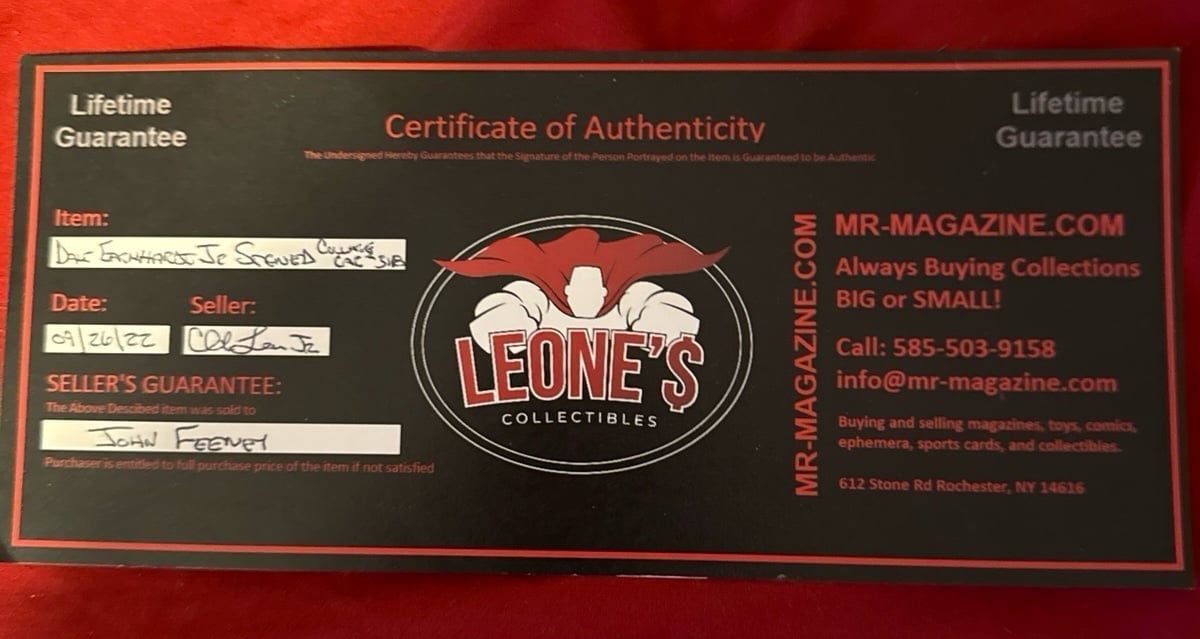 Lifetime
Guarantee
Certificate of Authenticity
The Undersigned Hereby Guarantees that the Signature of the Person Portrayed on the Item is Guaranteed to be Authentic
Lifetime
Guarantee
Item:
Dale Earnhardt Jr Signed
Date: Seller:
09/26/22
SELLER'S GUARANTEE:
The Above Descibed item was sold to
John Feeney
Purchaser is entitled to full purchase price of the item if not satisfied
LEONE'$
COLLECTIBLES
MR-MAGAZINE.COM
MR-MAGAZINE.COM
Always Buying Collections
BIG or SMALL!
Call: 585-503-9158
info@mr-magazine.com
Buying and selling magazines, toys, comics,
ephemera, sports cards, and collectibles.
612 Stone Rd Rochester, NY 14616